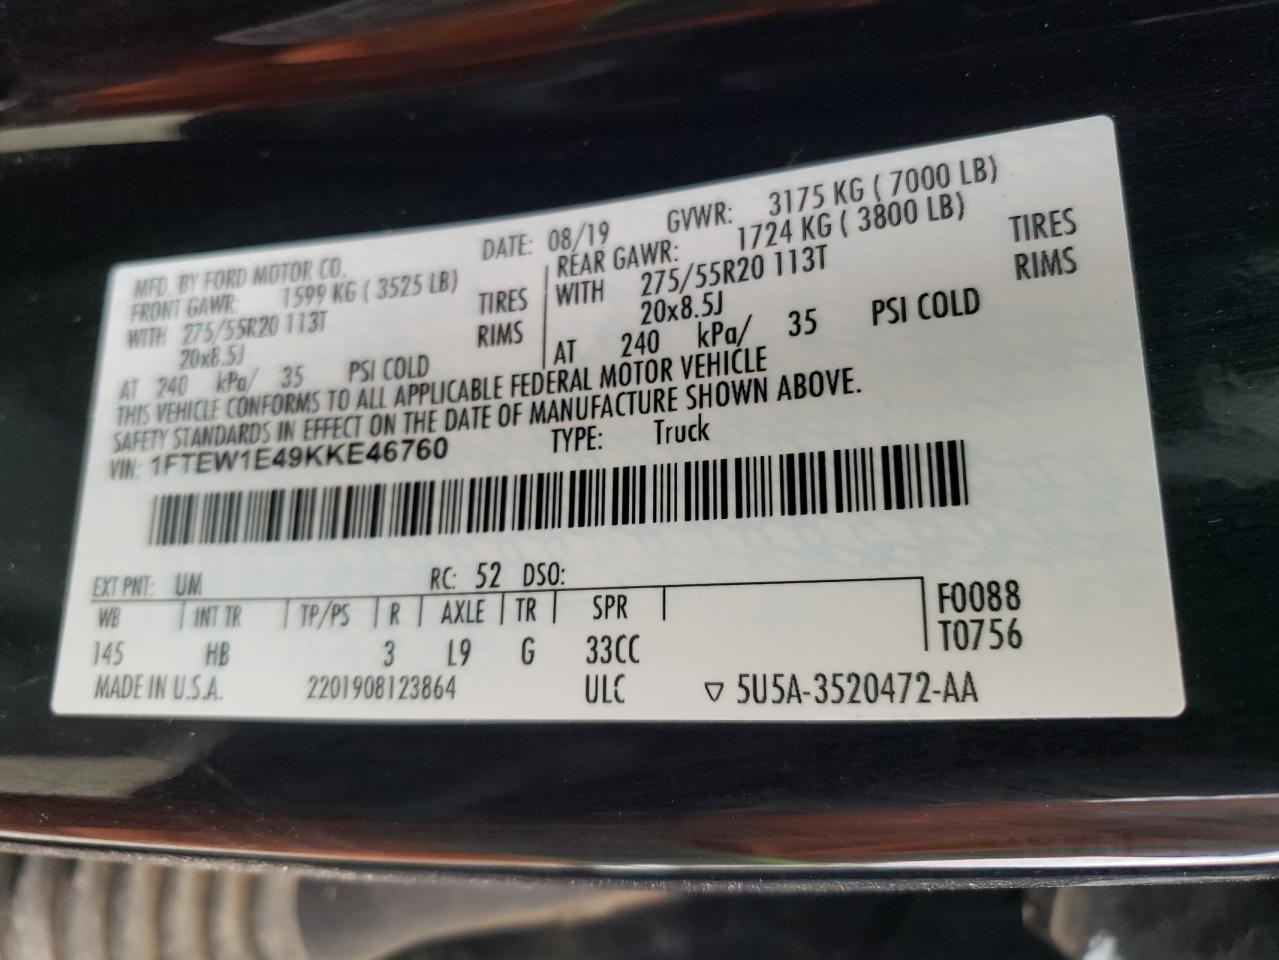 MFD. BY FORD MOTOR CO. DATE: 08/19 GVWR: 3175 KG ( 7000 LB)
FRONT GAWR: 1599 KG ( 3525 LB) REAR GAWR: 1724 KG ( 3800 LB)
WITH 275/55R20 113T TIRES WITH 275/55R20 113T TIRES
20x8.5J RIMS 20x8.5J RIMS
AT 240 kPa/ 35 PSI COLD AT 240 kPa/ 35 PSI COLD
THIS VEHICLE CONFORMS TO ALL APPLICABLE FEDERAL MOTOR VEHICLE
SAFETY STANDARDS IN EFFECT ON THE DATE OF MANUFACTURE SHOWN ABOVE.
VIN: 1FTEW1E49KKE46760 TYPE: Truck
EXT PNT: UM RC: 52 DSO:
WB INT TR TP/PS R AXLE TR SPR F0088
145 HB 3 L9 G 33CC T0756
MADE IN U.S.A. 2201908123864 ULC ▽ 5U5A-3520472-AA